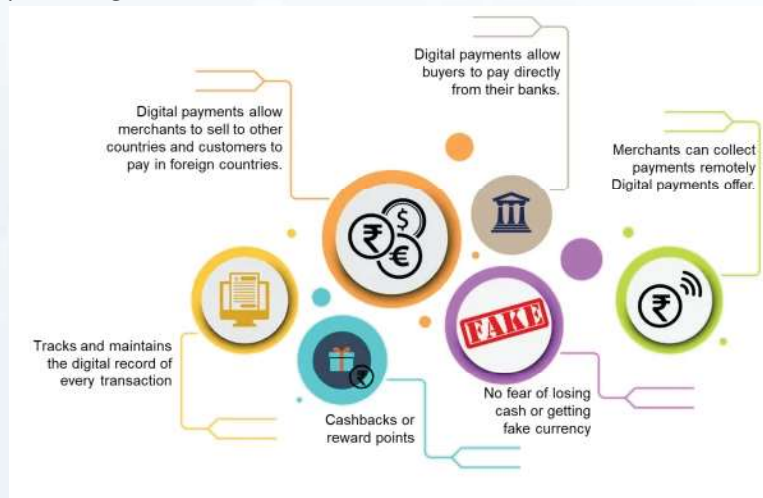 Digital payments allow
buyers to pay directly
from their banks.
Digital payments allow
merchants to sell to other
countries and customers to
pay in foreign countries.
Merchants can collect
payments remotely
Digital payments offer.
FAKE
Tracks and maintains
the digital record of
every transaction
Cashbacks or
reward points
No fear of losing
cash or getting
fake currency